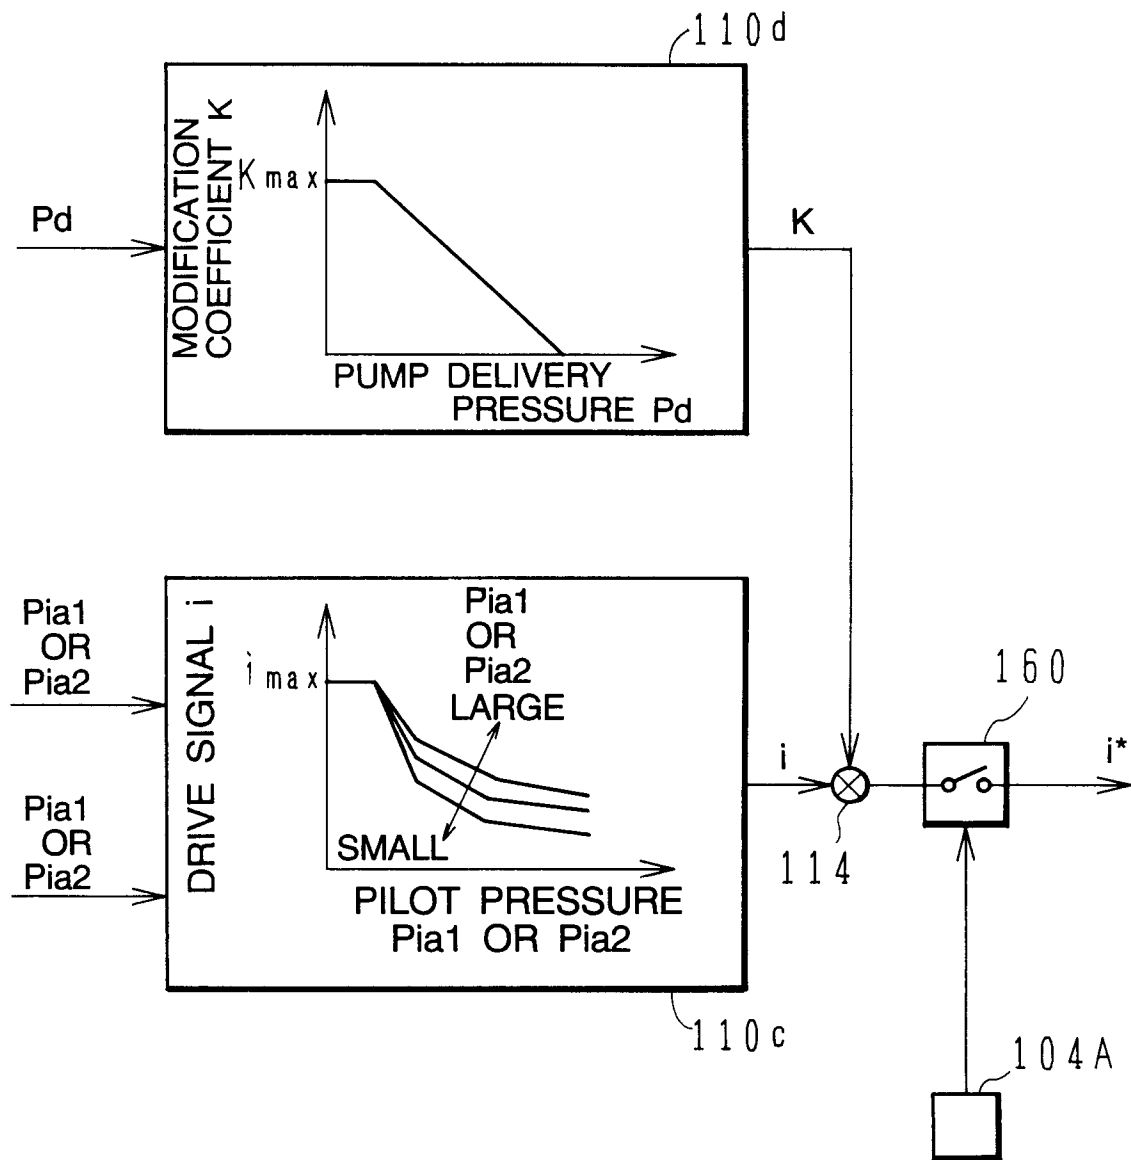 110d
MODIFICATION
COEFFICIENT K
Kmax
Pd
K
PUMP DELIVERY
PRESSURE Pd
Pia1
OR
Pia2
Pia1
OR
Pia2
DRIVE SIGNAL i
imax
Pia1
OR
Pia2
LARGE
SMALL
PILOT PRESSURE
Pia1 OR Pia2
110c
i
114
160
i*
104A